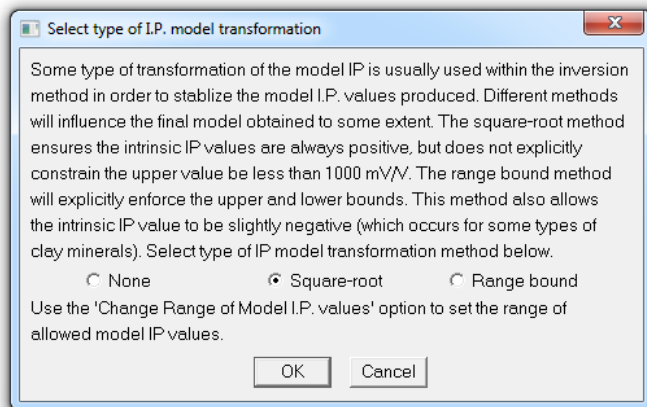 Select type of I.P. model transformation
Some type of transformation of the model IP is usually used within the inversion
method in order to stablize the model I.P. values produced. Different methods
will influence the final model obtained to some extent. The square-root method
ensures the intrinsic IP values are always positive, but does not explicitly
constrain the upper value be less than 1000 mV/V. The range bound method
will explicitly enforce the upper and lower bounds. This method also allows
the intrinsic IP value to be slightly negative (which occurs for some types of
clay minerals). Select type of IP model transformation method below.
None Square-root Range bound
Use the 'Change Range of Model I.P. values' option to set the range of
allowed model IP values.
OK Cancel